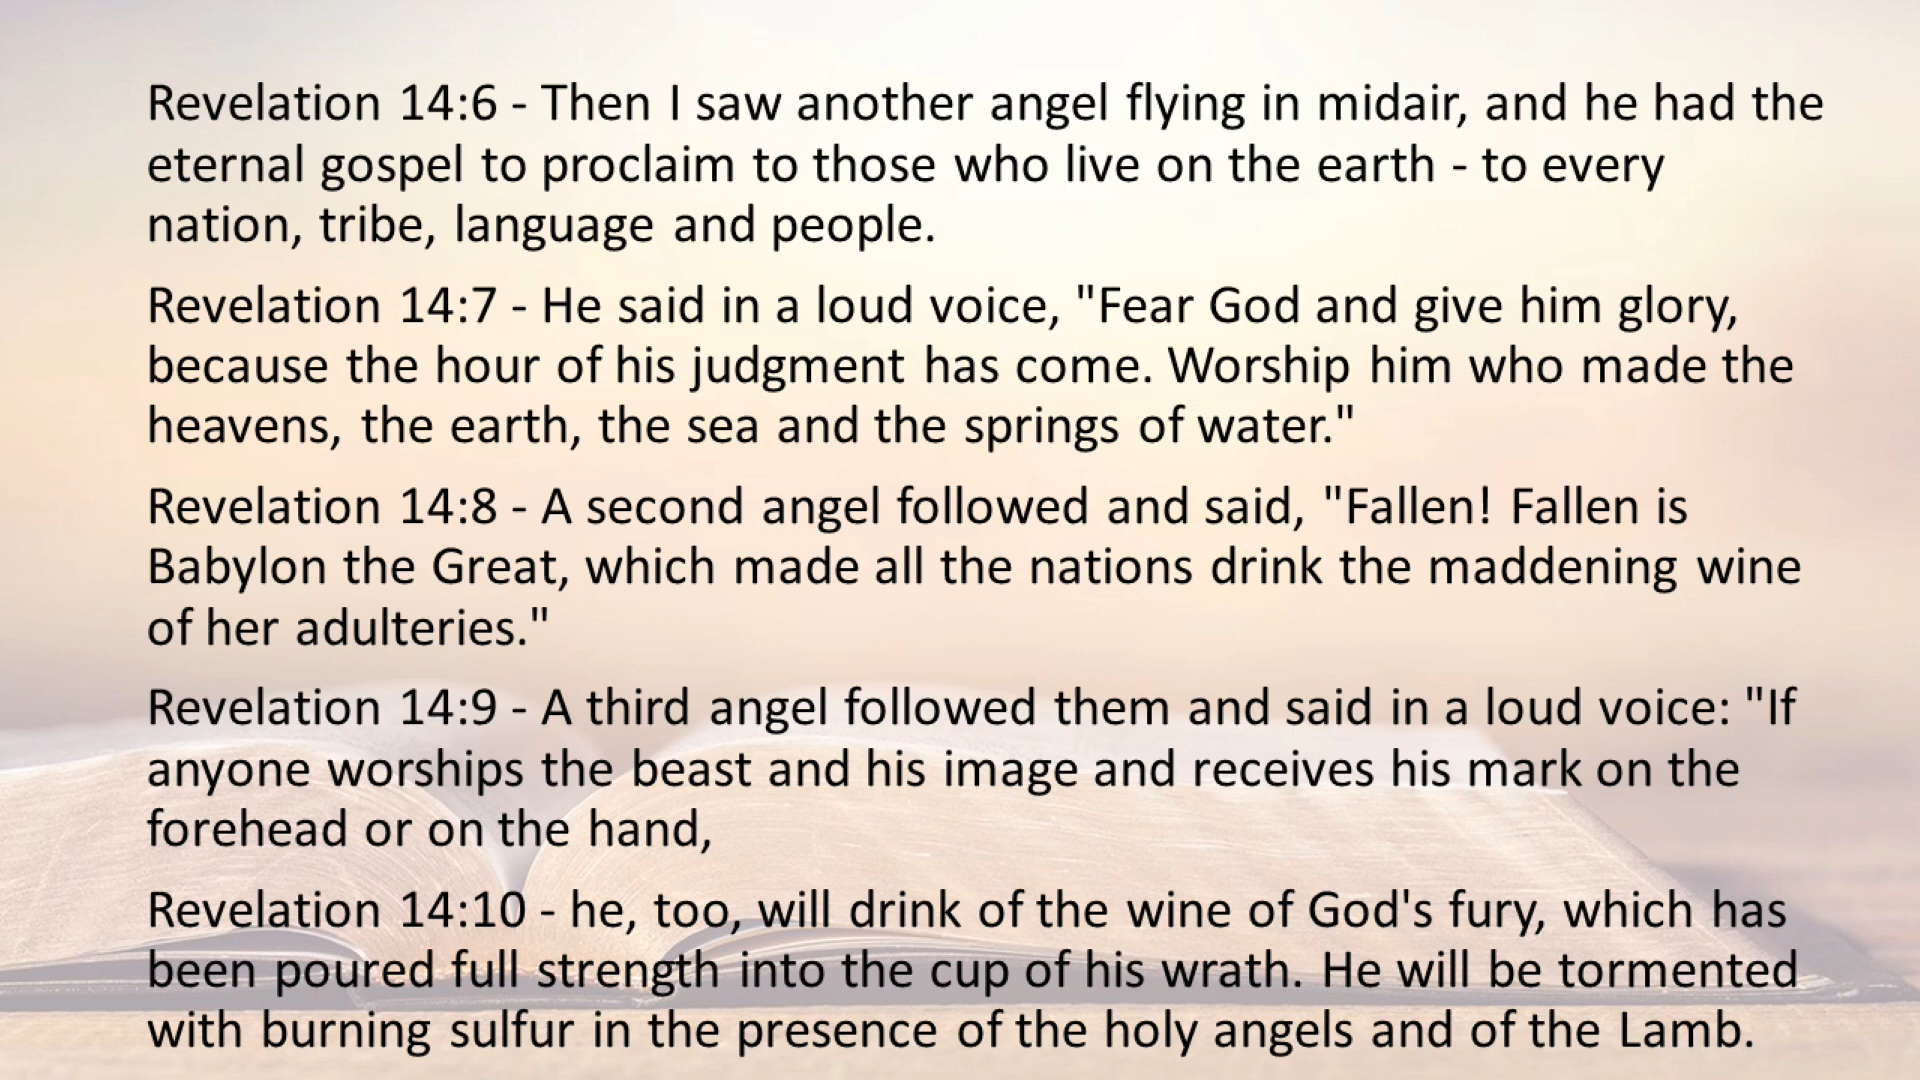 Revelation 14:6 - Then I saw another angel flying in midair, and he had the
eternal gospel to proclaim to those who live on the earth - to every
nation, tribe, language and people.
Revelation 14:7 - He said in a loud voice, "Fear God and give him glory,
because the hour of his judgment has come. Worship him who made the
heavens, the earth, the sea and the springs of water."
Revelation 14:8 - A second angel followed and said, "Fallen! Fallen is
Babylon the Great, which made all the nations drink the maddening wine
of her adulteries."
Revelation 14:9 - A third angel followed them and said in a loud voice: "If
anyone worships the beast and his image and receives his mark on the
forehead or on the hand,
Revelation 14:10 - he, too, will drink of the wine of God's fury, which has
been poured full strength into the cup of his wrath. He will be tormented
with burning sulfur in the presence of the holy angels and of the Lamb.